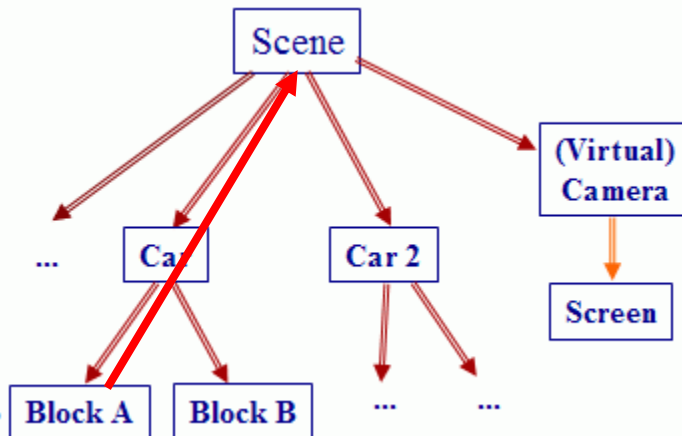 Scene
(Virtual)
Camera
...
Car
Car 2
Screen
Block A
Block B
...
...